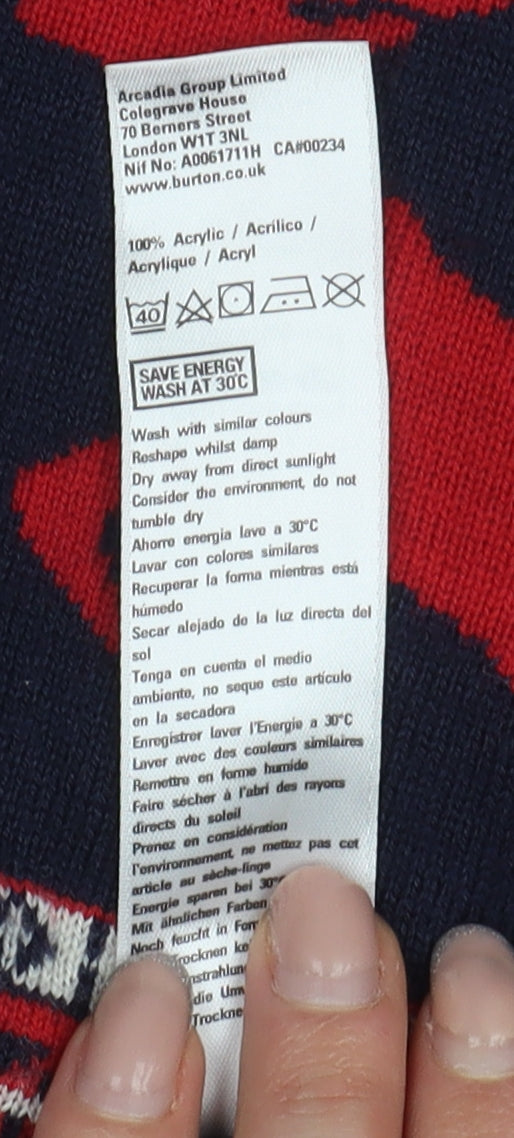 Arcadia Group Limited
Colegrave House
70 Berners Street
London W1T 3NL
Nif No: A0061711H CA#00234
www.burton.co.uk
100% Acrylic / Acrílico /
Acrylique / Acryl
40
SAVE ENERGY
WASH AT 30°C
Wash with similar colours
Reshape whilst damp
Dry away from direct sunlight
Consider the environment, do not
tumble dry
Ahorre energia lave a 30°C
Lavar con colores similares
Recuperar la forma mientras está
húmedo
Secar alejado de la luz directa del
sol
Tenga en cuenta el medio
ambiente, no seque este artículo
en la secadora
Enregistrer laver l'Energie a 30°C
Laver avec des couleurs similaires
Remettre en forme humide
Faire sécher à l'abri des rayons
directs du soleil
Prenez en considération
l'environnement, ne mettez pas cet
article au sèche-linge
Energie sparen bei 30°
Mit ähnlichen Farben
Noch feucht in
die